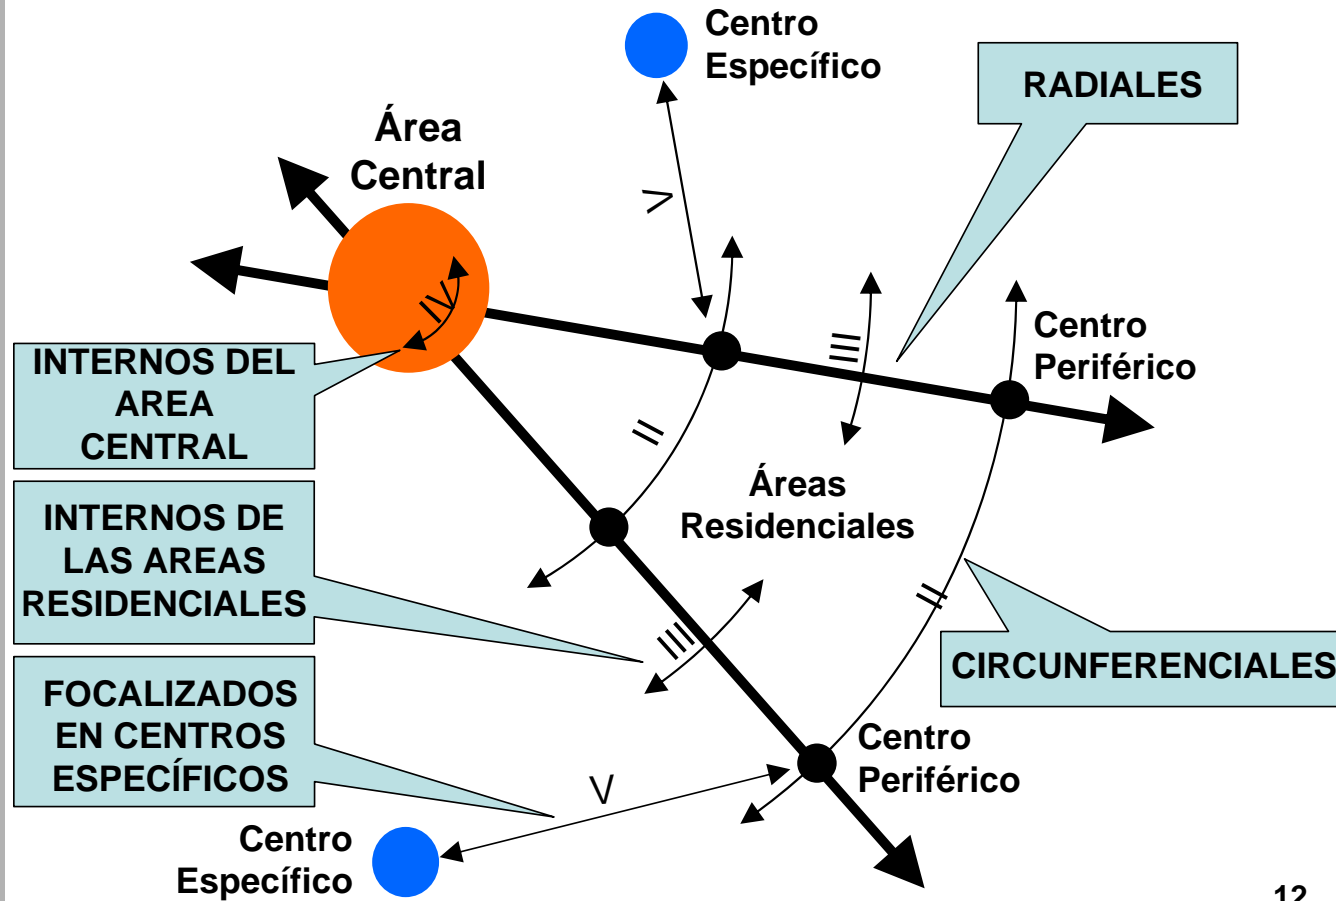 Centro
Específico
RADIALES
Área
Central
V
IV
III
Centro
Periférico
INTERNOS DEL
AREA
CENTRAL
II
Áreas
Residenciales
INTERNOS DE
LAS AREAS
RESIDENCIALES
II
III
CIRCUNFERENCIALES
FOCALIZADOS
EN CENTROS
ESPECÍFICOS
V
Centro
Periférico
Centro
Específico
12